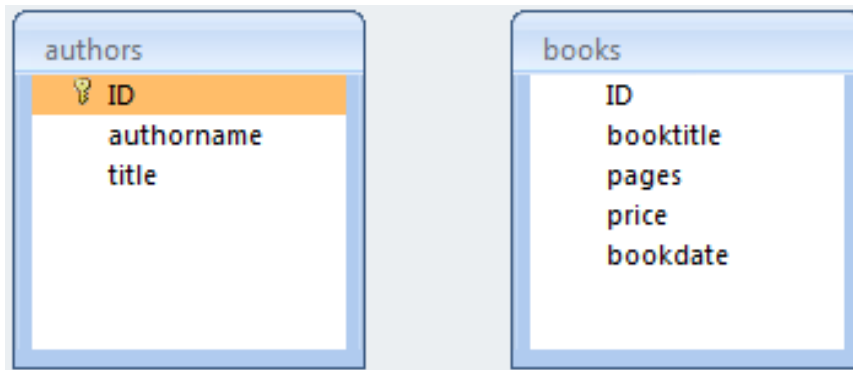 authors
ID
authorname
title
books
ID
booktitle
pages
price
bookdate